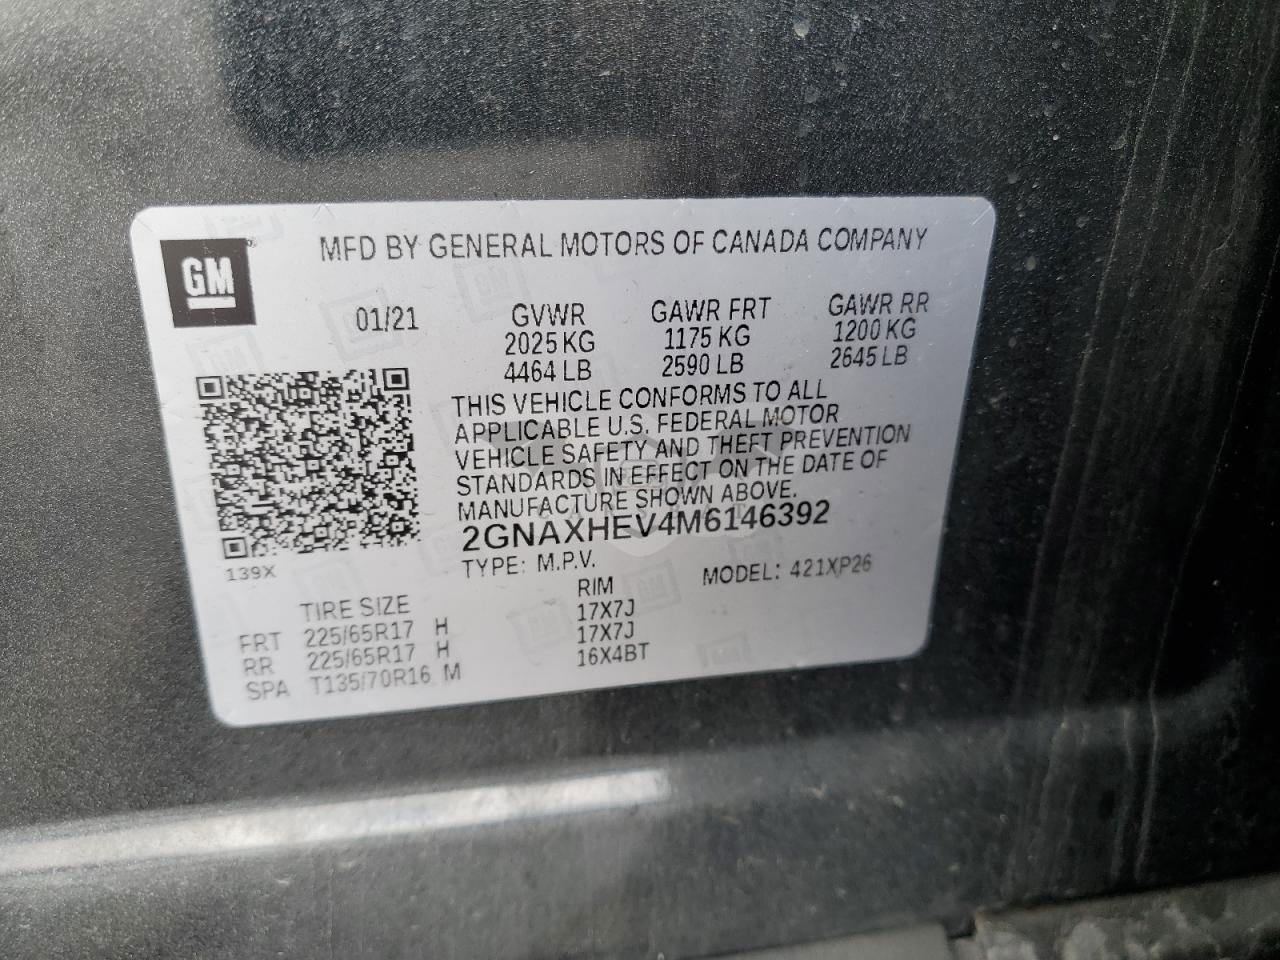 MFD BY GENERAL MOTORS OF CANADA COMPANY
GM
01/21
GVWR GAWR FRT GAWR RR
2025 KG 1175 KG 1200 KG
4464 LB 2590 LB 2645 LB
THIS VEHICLE CONFORMS TO ALL
APPLICABLE U.S. FEDERAL MOTOR
VEHICLE SAFETY AND THEFT PREVENTION
STANDARDS IN EFFECT ON THE DATE OF
MANUFACTURE SHOWN ABOVE.
2GNAXHEV4M6146392
139X
TYPE: M.P.V. MODEL: 421XP26
TIRE SIZE RIM
FRT 225/65R17 H 17X7J
RR 225/65R17 H 17X7J
SPA T135/70R16 M 16X4BT